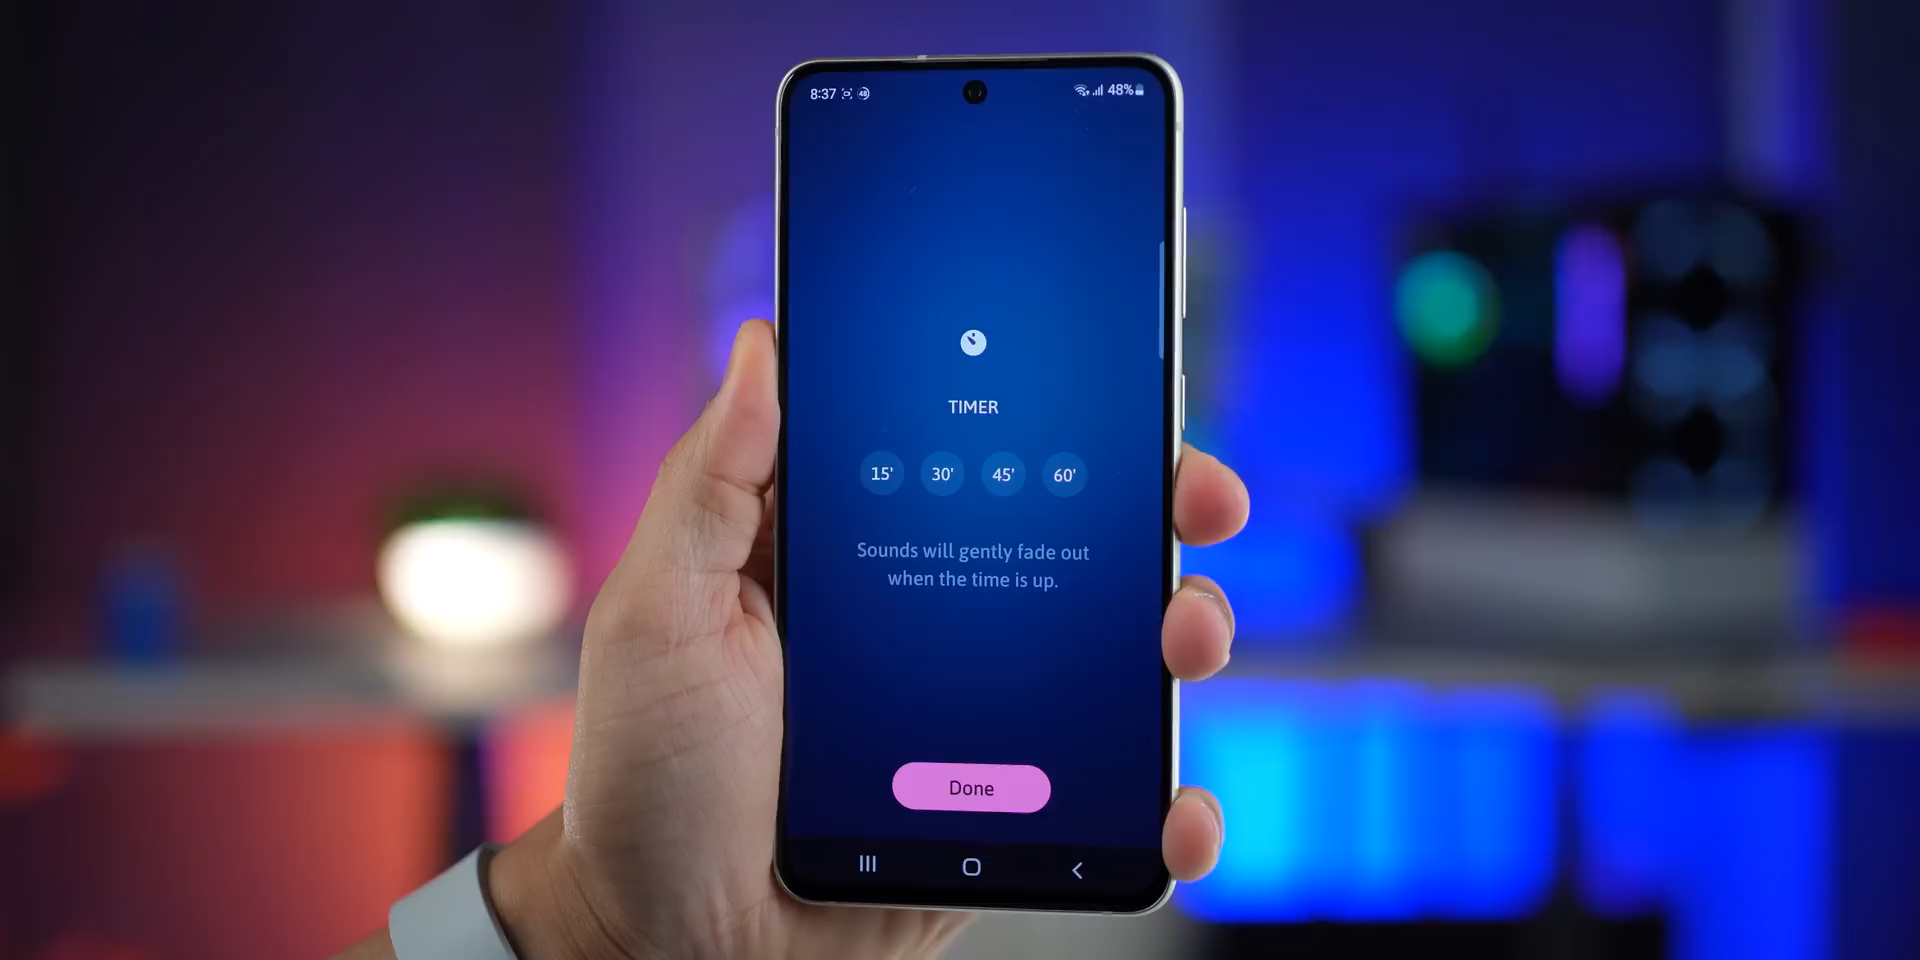 8:37 48 48%
TIMER
15' 30' 45' 60'
Sounds will gently fade out
when the time is up.
Done